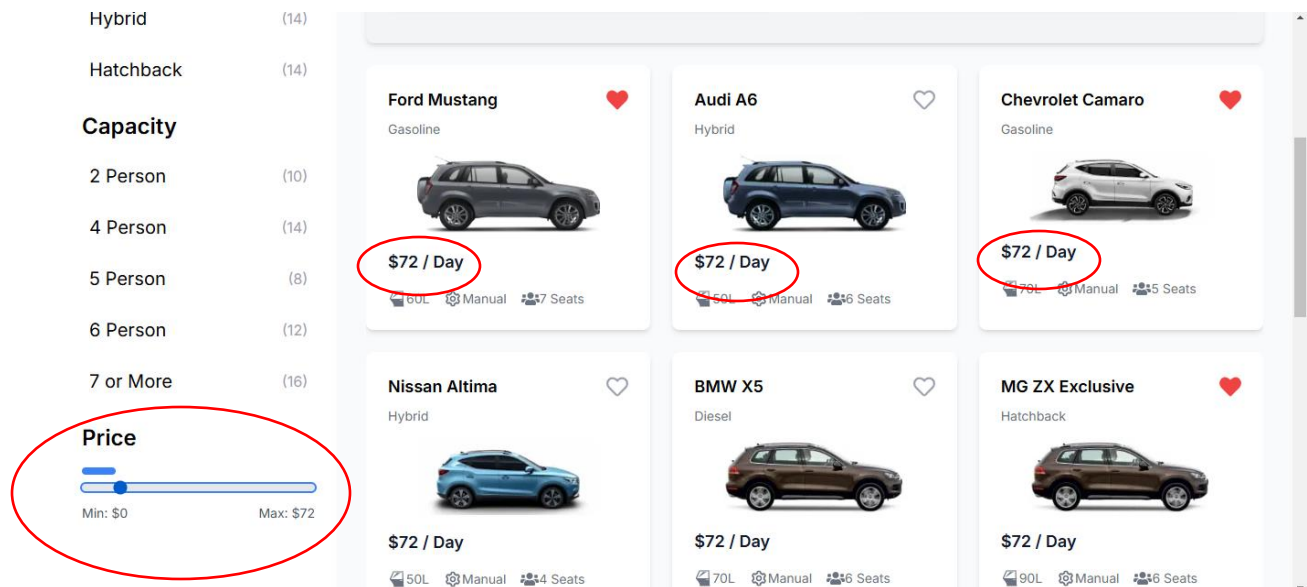 Hybrid (14)
Hatchback (14)
Capacity
2 Person (10)
4 Person (14)
5 Person (8)
6 Person (12)
7 or More (16)
Price
Min: $0 Max: $72
Ford Mustang
Gasoline
$72 / Day
60L Manual 7 Seats
Audi A6
Hybrid
$72 / Day
50L Manual 6 Seats
Chevrolet Camaro
Gasoline
$72 / Day
70L Manual 5 Seats
Nissan Altima
Hybrid
$72 / Day
50L Manual 4 Seats
BMW X5
Diesel
$72 / Day
70L Manual 6 Seats
MG ZX Exclusive
Hatchback
$72 / Day
90L Manual 6 Seats